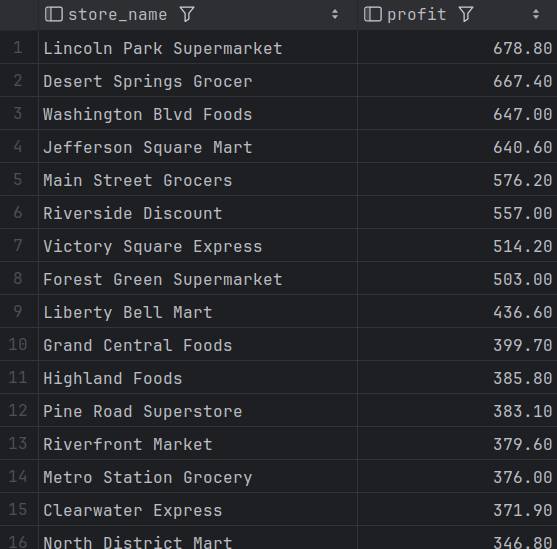 store_name profit
1 Lincoln Park Supermarket 678.80
2 Desert Springs Grocer 667.40
3 Washington Blvd Foods 647.00
4 Jefferson Square Mart 640.60
5 Main Street Grocers 576.20
6 Riverside Discount 557.00
7 Victory Square Express 514.20
8 Forest Green Supermarket 503.00
9 Liberty Bell Mart 436.60
10 Grand Central Foods 399.70
11 Highland Foods 385.80
12 Pine Road Superstore 383.10
13 Riverfront Market 379.60
14 Metro Station Grocery 376.00
15 Clearwater Express 371.90
16 North District Mart 346.80